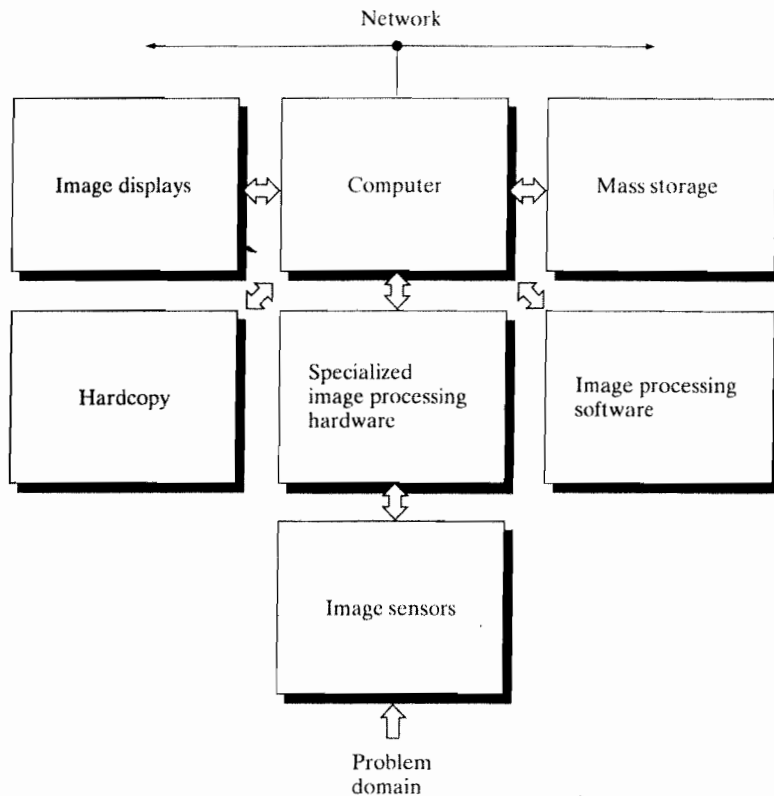 Network
Image displays
Computer
Mass storage
Hardcopy
Specialized
image processing
hardware
Image processing
software
Image sensors
Problem
domain